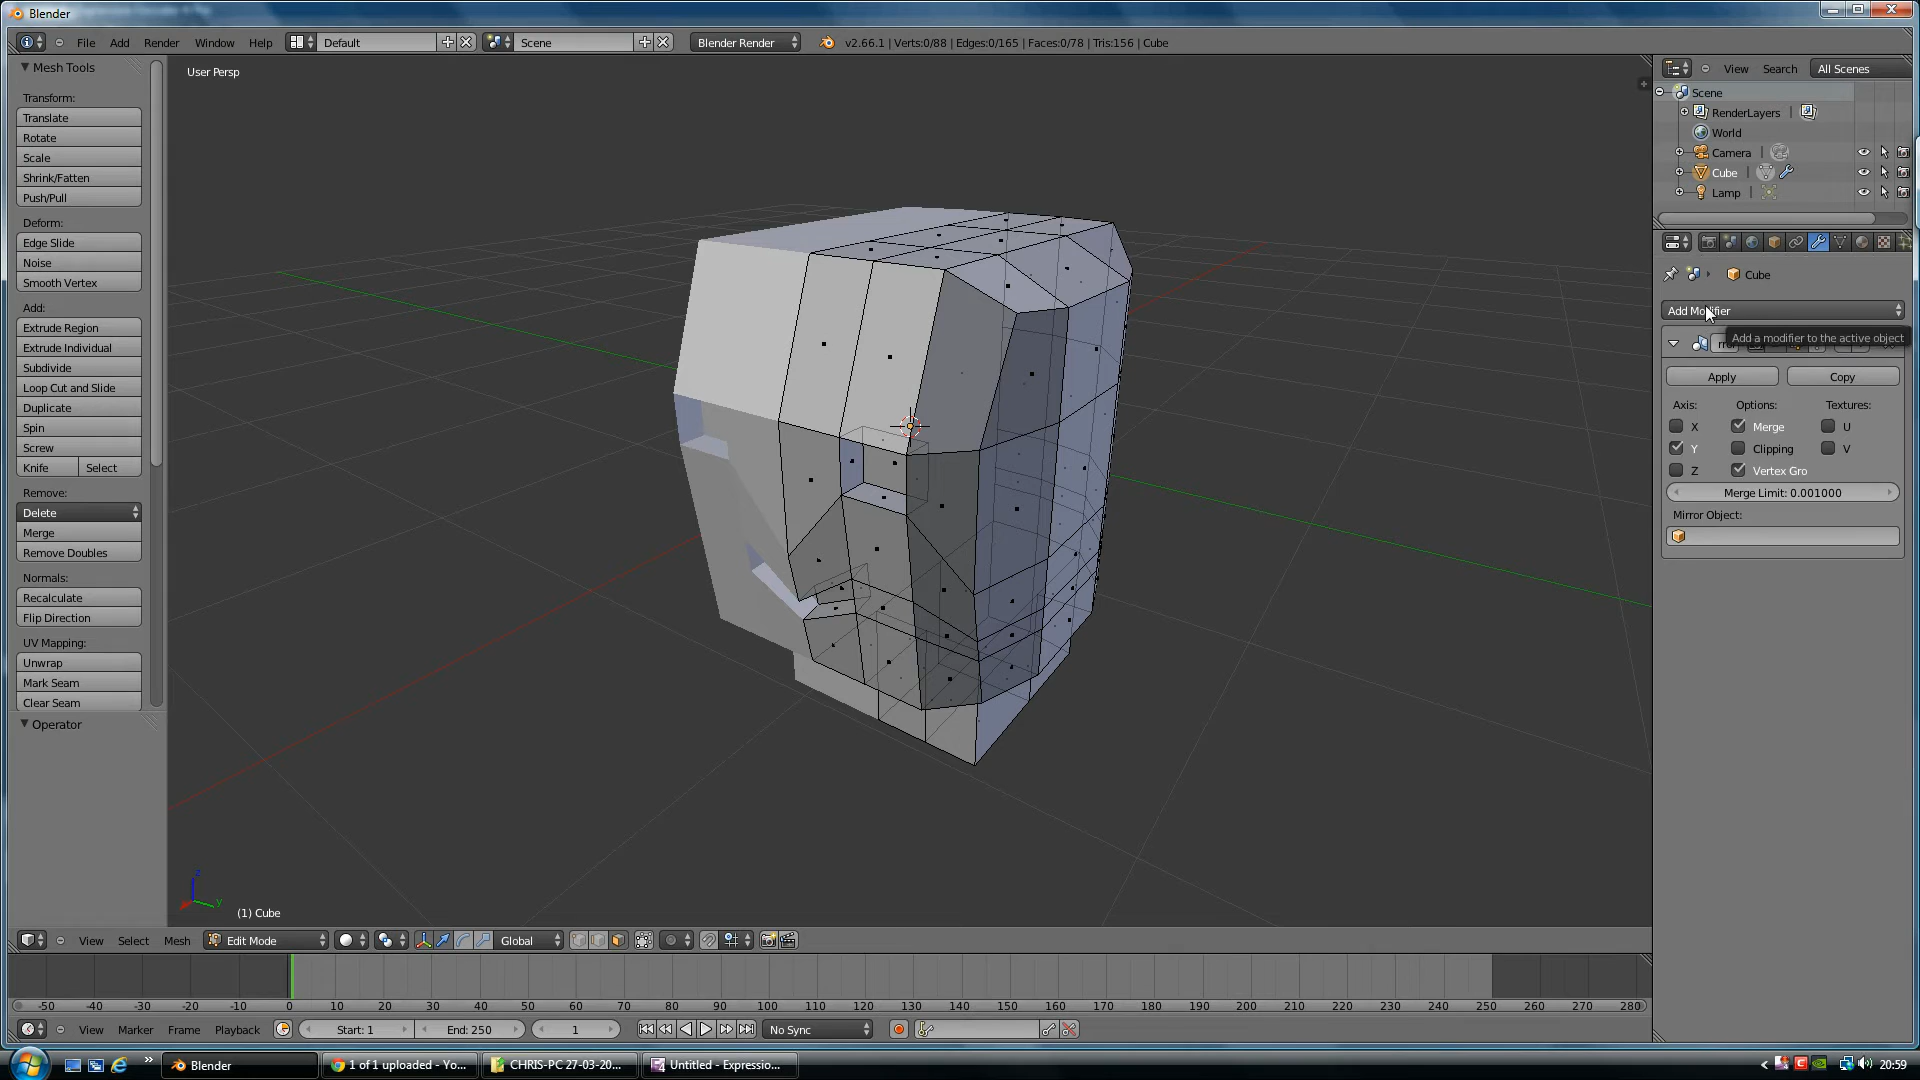 Blender
File Add Render Window Help Default Scene Blender Render v2.66.1 | Verts:0/88 | Edges:0/165 | Faces:0/78 | Tris:156 | Cube
Mesh Tools
Transform:
Translate
Rotate
Scale
Shrink/Fatten
Push/Pull
Deform:
Edge Slide
Noise
Smooth Vertex
Add:
Extrude Region
Extrude Individual
Subdivide
Loop Cut and Slide
Duplicate
Spin
Screw
Knife Select
Remove:
Delete
Merge
Remove Doubles
Normals:
Recalculate
Flip Direction
UV Mapping:
Unwrap
Mark Seam
Clear Seam
Operator
User Persp
z
y
(1) Cube
View Search All Scenes
Scene
RenderLayers |
World
Camera |
Cube |
Lamp |
Cube
Add Modifier
Add a modifier to the active object
Apply Copy
Axis: Options: Textures:
X Merge U
Y Clipping V
Z Vertex Gro
Merge Limit: 0.001000
Mirror Object:
View Select Mesh Edit Mode Global
-50 -40 -30 -20 -10 0 10 20 30 40 50 60 70 80 90 100 110 120 130 140 150 160 170 180 190 200 210 220 230 240 250 260 270 280
View Marker Frame Playback Start: 1 End: 250 1 No Sync
Blender 1 of 1 uploaded - Yo... CHRIS-PC 27-03-20... Untitled - Expressio... 20:59